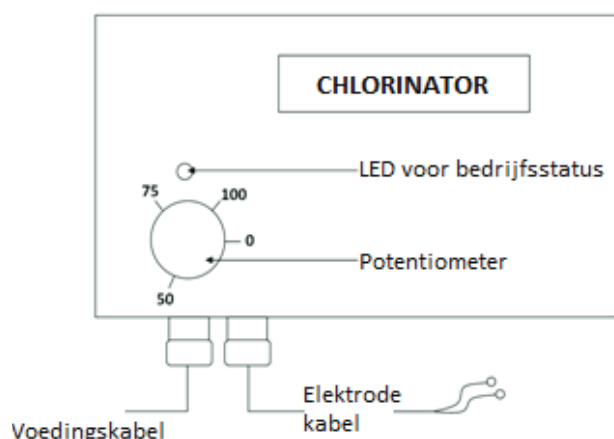 CHLORINATOR
LED voor bedrijfsstatus
75
100
0
Potentiometer
50
Elektrode
kabel
Voedingskabel